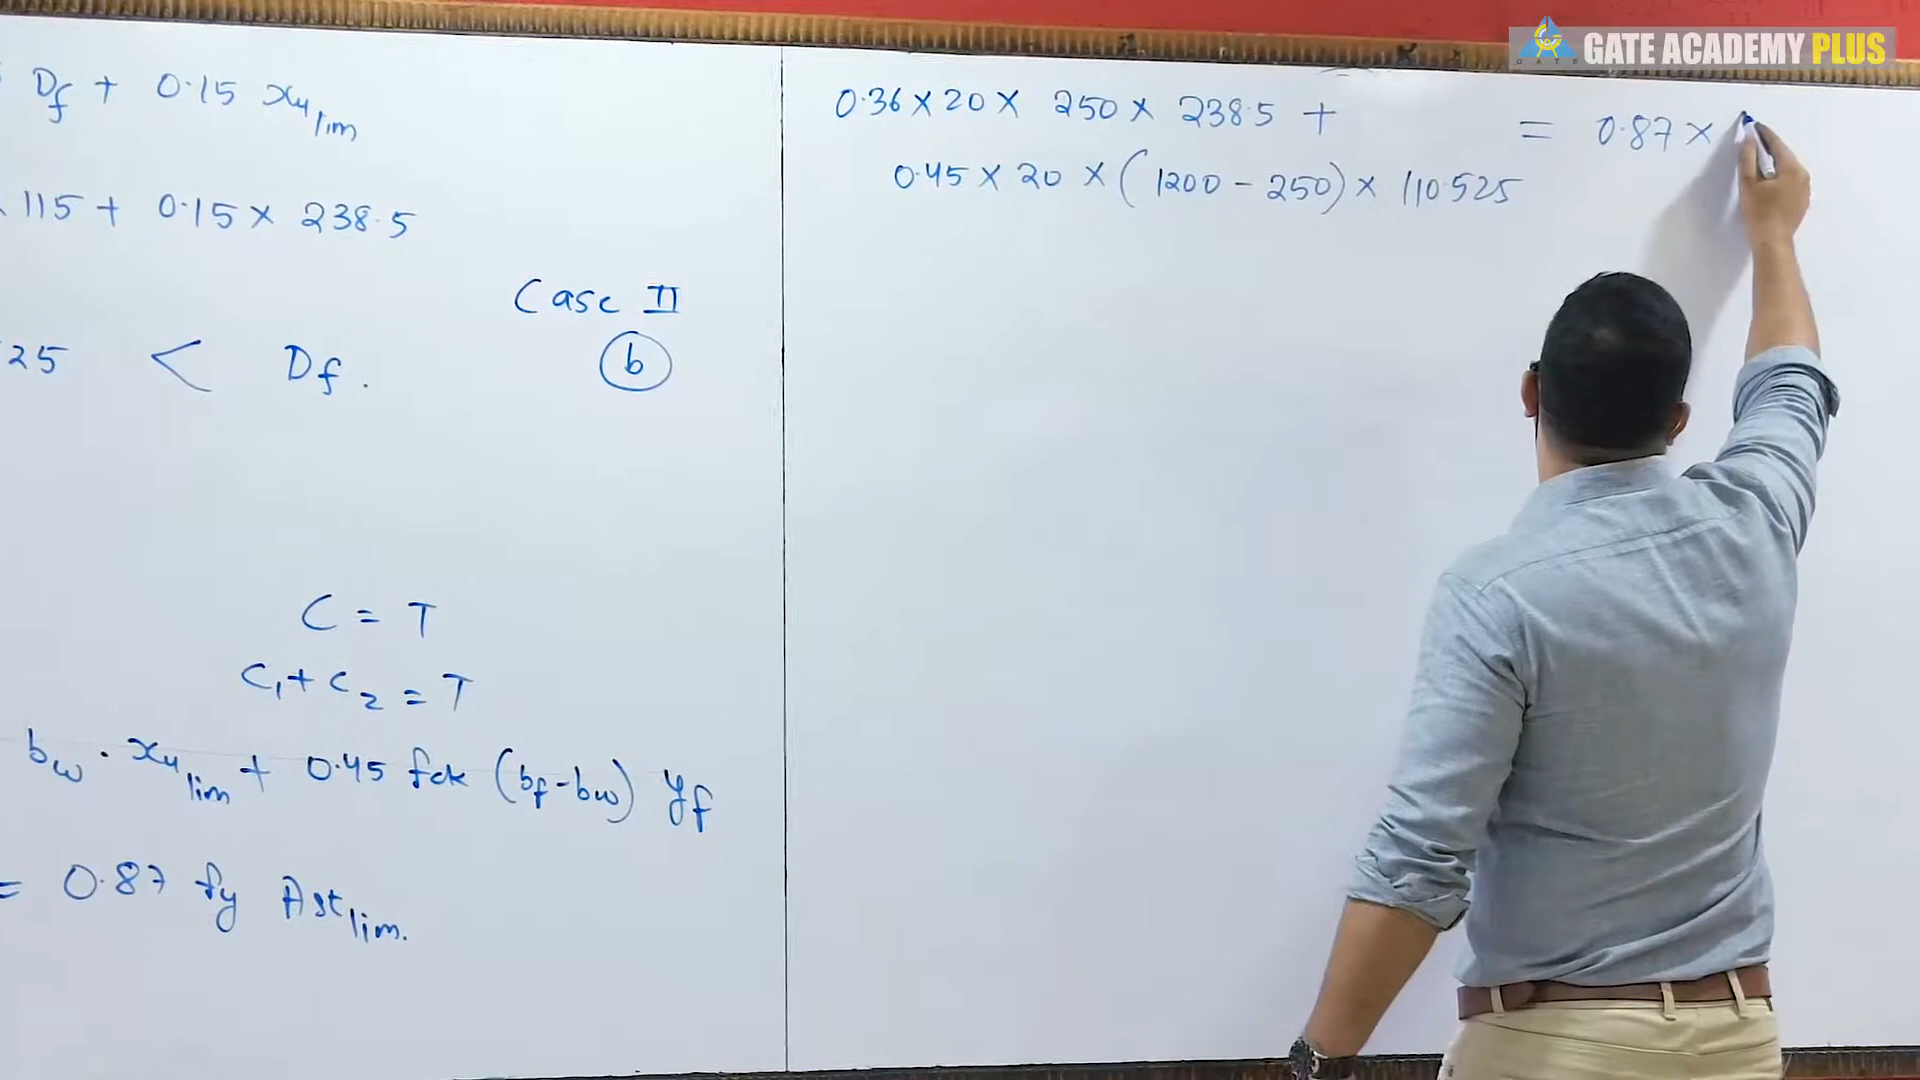 GATE ACADEMY PLUS
Df + 0.15 xu lim
115 + 0.15 × 238.5
25 < Df .
Case II
b
C = T
C1 + C2 = T
bw · xu lim + 0.45 fck (bf - bw) yf
= 0.87 fy Ast lim.
0.36 × 20 × 250 × 238.5 +
0.45 × 20 × (1200 - 250) × 110.525
= 0.87 ×